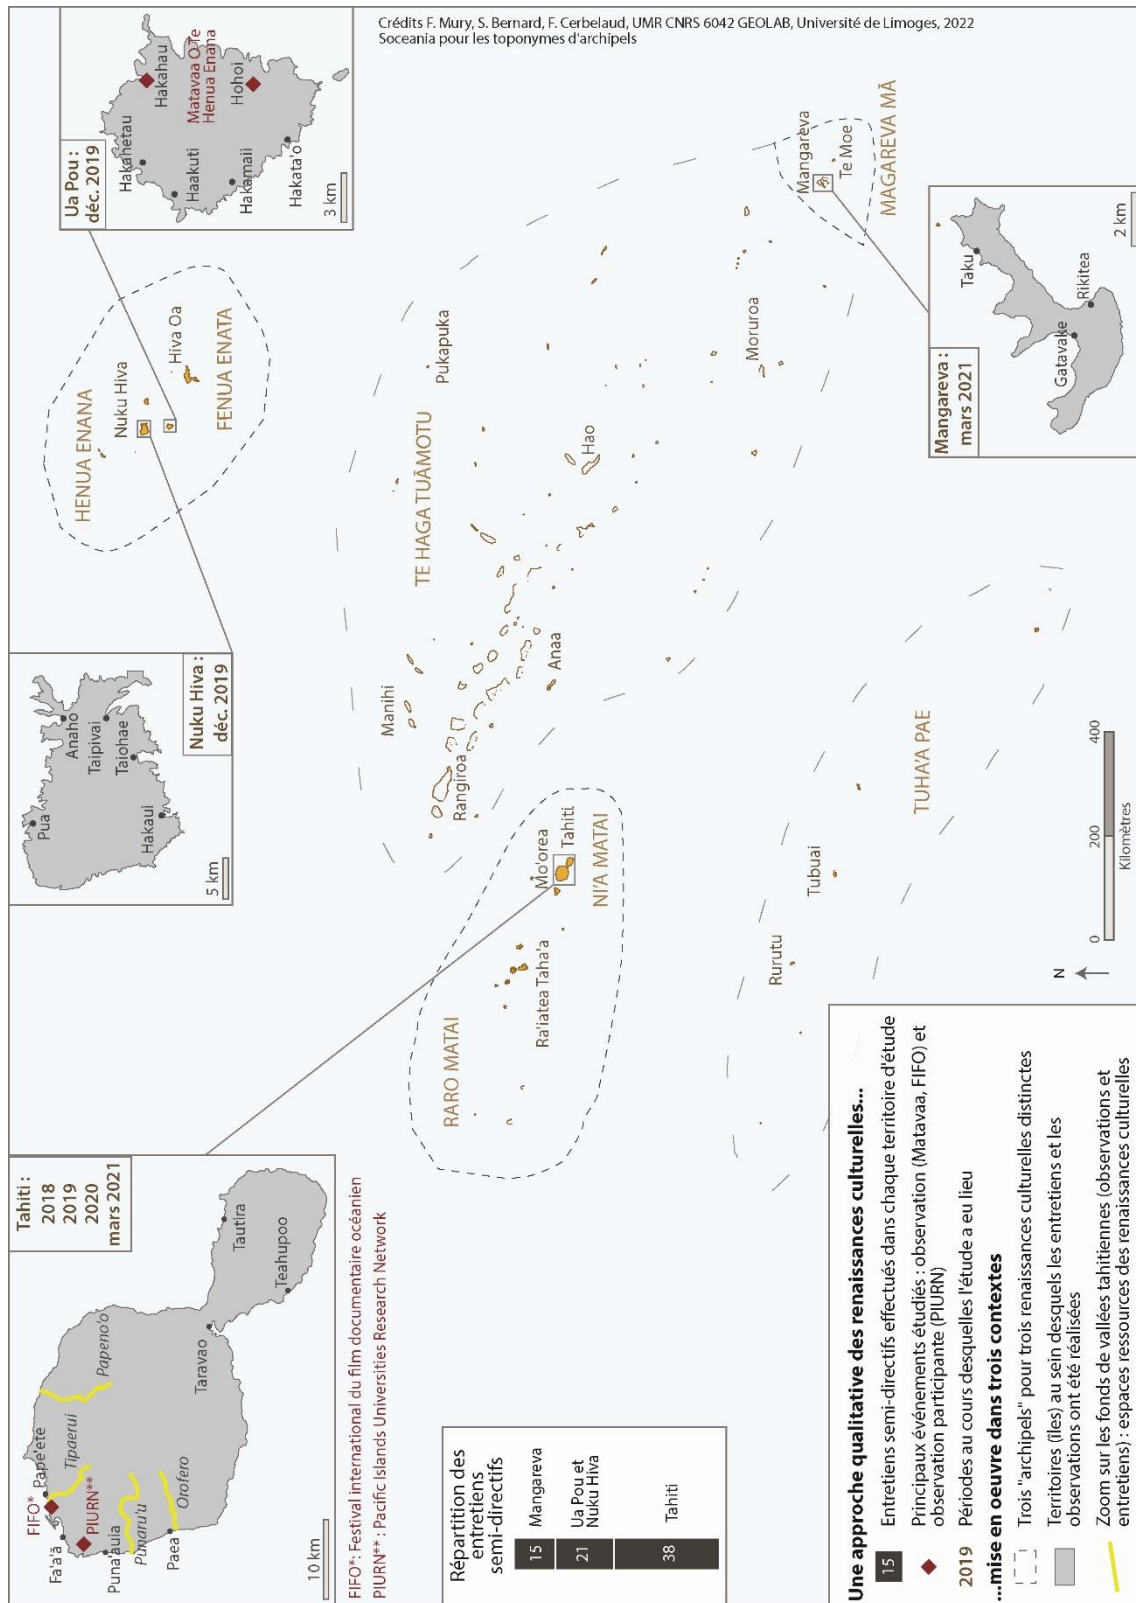 Crédits F. Mury, S. Bernard, F. Cerbelaud, UMR CNRS 6042 GEOLAB, Université de Limoges, 2022
Soceania pour les toponymes d'archipels
Tahiti :
2018
2019
2020
mars 2021
FIFO*
Pape'ete
Fa'a'ā
PIURN**
Tipaerui
Papeno'o
Puna'auia
Punaru'u
Paea
Orofero
Taravao
Tautira
Teahupoo
10 km
FIFO*: Festival international du film documentaire océanien
PIURN** : Pacific Islands Universities Research Network
Pua
Anaho
Taipivai
Taiohae
Hakaui
5 km
Nuku Hiva :
déc. 2019
Ua Pou :
déc. 2019
Hakahetau
Hakahau
Matavaa O Te
Henua Enana
Haakuti
Hohoi
Hakamaii
Hakata'o
3 km
HENUA ENANA
Nuku Hiva
Hiva Oa
FENUA ENATA
TE HAGA TUĀMOTU
Pukapuka
Manihi
Rangiroa
Anaa
Hao
Moruroa
RARO MATAI
Mo'orea
Tahiti
Ra'iatea Taha'a
NI'A MATAI
Mangareva
Te Moe
MAGAREVA MĀ
Rurutu
Tubuai
TUHA'A PAE
Mangareva :
mars 2021
Taku
Gatavake
Rikitea
2 km
N
0
200
400
Kilomètres
Répartition des
entretiens
semi-directifs
15 Mangareva
21 Ua Pou et
Nuku Hiva
38 Tahiti
Une approche qualitative des renaissances culturelles...
15 Entretiens semi-directifs effectués dans chaque territoire d'étude
Principaux événements étudiés : observation (Matavaa, FIFO) et
observation participante (PIURN)
2019 Périodes au cours desquelles l'étude a eu lieu
...mise en oeuvre dans trois contextes
Trois "archipels" pour trois renaissances culturelles distinctes
Territoires (îles) au sein desquels les entretiens et les
observations ont été réalisées
Zoom sur les fonds de vallées tahitiennes (observations et
entretiens) : espaces ressources des renaissances culturelles